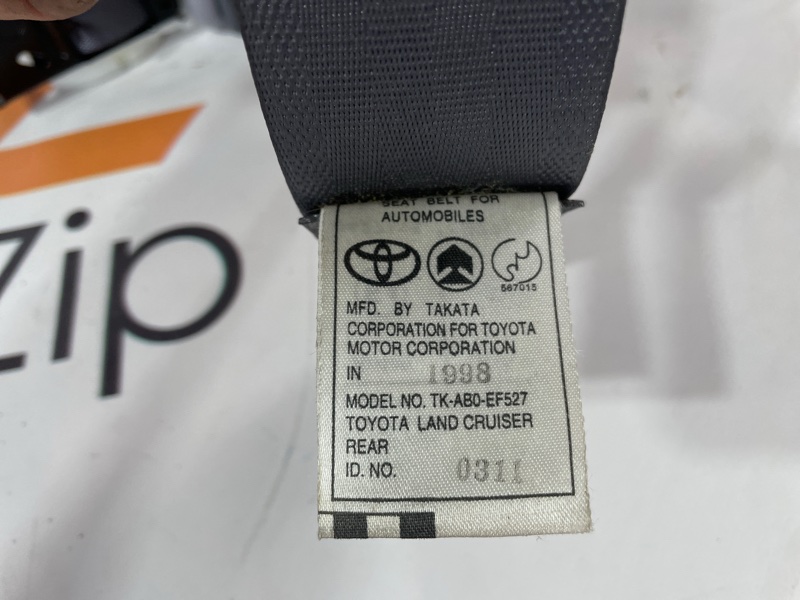 SEAT BELT FOR
AUTOMOBILES
567015
MFD. BY TAKATA
CORPORATION FOR TOYOTA
MOTOR CORPORATION
IN 1998
MODEL NO. TK-AB0-EF527
TOYOTA LAND CRUISER
REAR
ID. NO. 0311
Zip